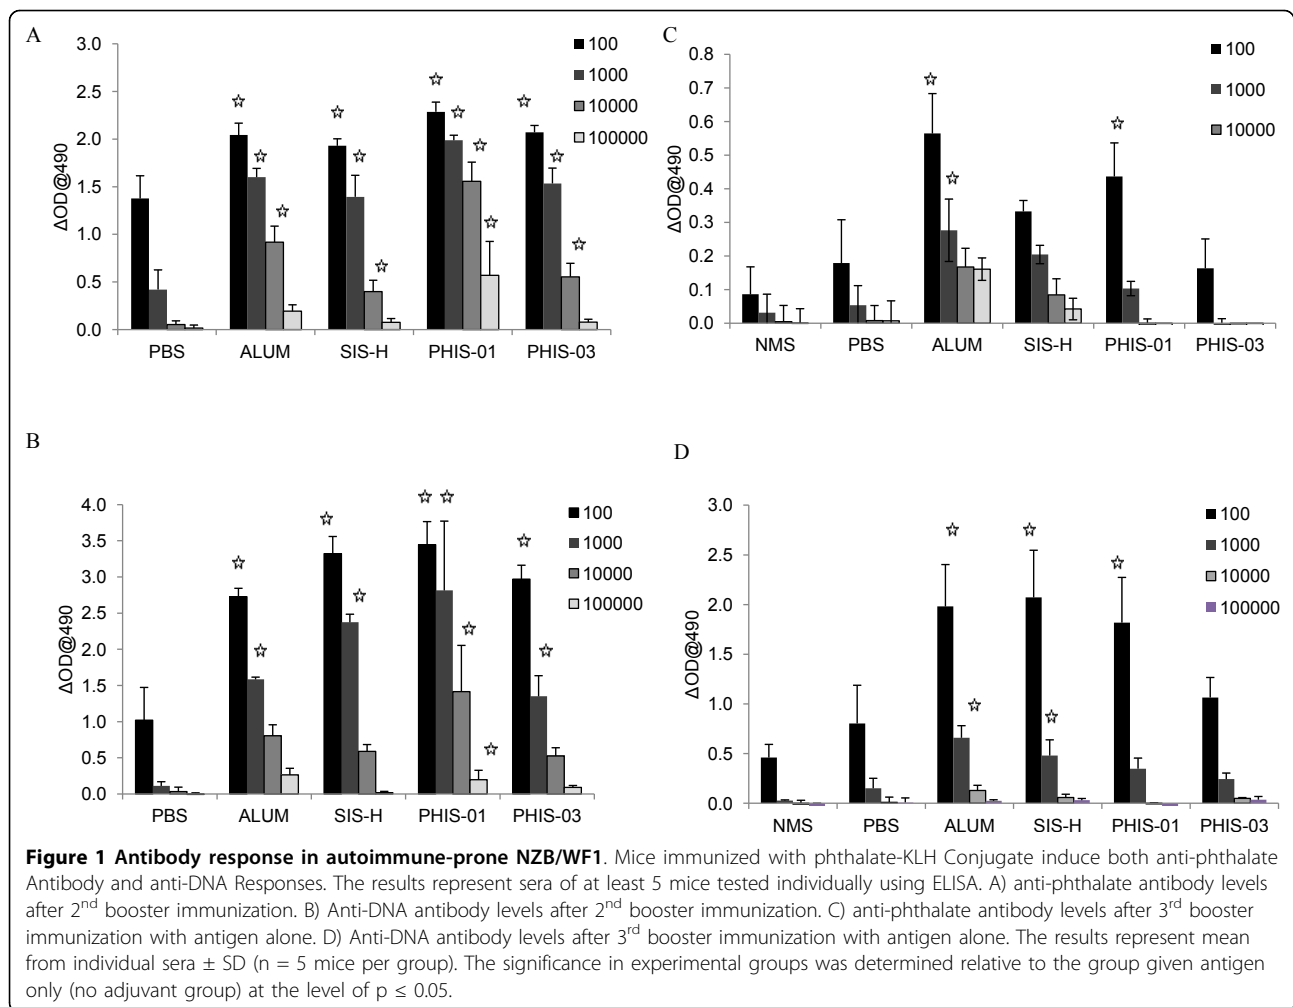 A
3.0
2.5
2.0
1.5
1.0
0.5
0.0
ΔOD@490
100
1000
10000
100000
PBS ALUM SIS-H PHIS-01 PHIS-03
C
0.8
0.7
0.6
0.5
0.4
0.3
0.2
0.1
0.0
ΔOD@490
100
1000
10000
NMS PBS ALUM SIS-H PHIS-01 PHIS-03
B
4.0
3.5
3.0
2.5
2.0
1.5
1.0
0.5
0.0
ΔOD@490
100
1000
10000
100000
PBS ALUM SIS-H PHIS-01 PHIS-03
D
3.0
2.5
2.0
1.5
1.0
0.5
0.0
ΔOD@490
100
1000
10000
100000
NMS PBS ALUM SIS-H PHIS-01 PHIS-03
Figure 1 Antibody response in autoimmune-prone NZB/WF1. Mice immunized with phthalate-KLH Conjugate induce both anti-phthalate
Antibody and anti-DNA Responses. The results represent sera of at least 5 mice tested individually using ELISA. A) anti-phthalate antibody levels
after 2nd booster immunization. B) Anti-DNA antibody levels after 2nd booster immunization. C) anti-phthalate antibody levels after 3rd booster
immunization with antigen alone. D) Anti-DNA antibody levels after 3rd booster immunization with antigen alone. The results represent mean
from individual sera ± SD (n = 5 mice per group). The significance in experimental groups was determined relative to the group given antigen
only (no adjuvant group) at the level of p ≤ 0.05.